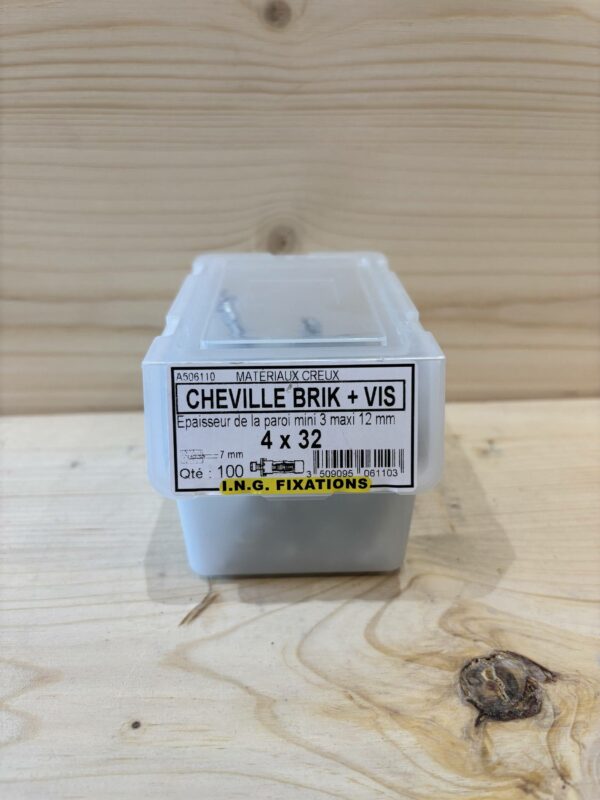 A506110 MATÉRIAUX CREUX
CHEVILLE BRIK + VIS
Epaisseur de la paroi mini 3 maxi 12 mm
4 x 32
7 mm
Qté : 100
3 509095 061103
I.N.G. FIXATIONS